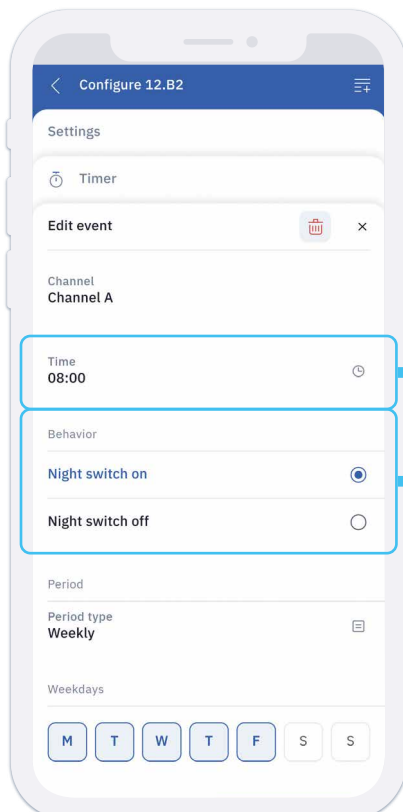 Configure 12.B2
Settings
Timer
Edit event
Channel
Channel A
Time
08:00
Behavior
Night switch on
Night switch off
Period
Period type
Weekly
Weekdays
M T W T F S S